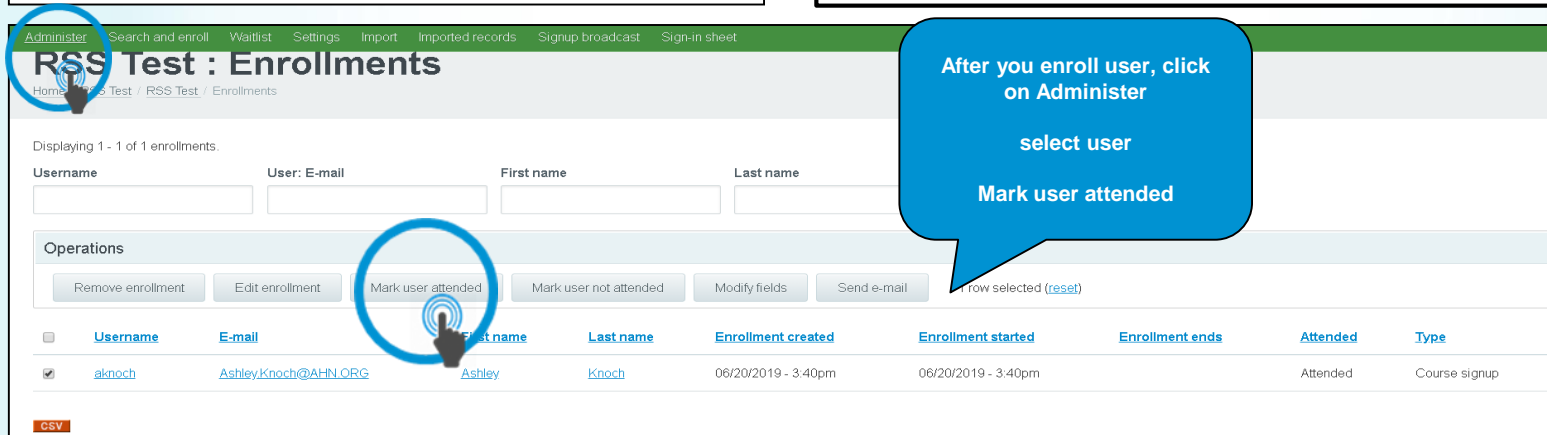 Administer Search and enroll Waitlist Settings Import Imported records Signup broadcast Sign-in sheet
RSS Test : Enrollments
Home / RSS Test / RSS Test / Enrollments
After you enroll user, click
on Administer
select user
Mark user attended
Displaying 1 - 1 of 1 enrollments.
Username User: E-mail First name Last name
Operations
Remove enrollment Edit enrollment Mark user attended Mark user not attended Modify fields Send e-mail row selected (reset)
Username E-mail First name Last name Enrollment created Enrollment started Enrollment ends Attended Type
aknoch Ashley.Knoch@AHN.ORG Ashley Knoch 06/20/2019 - 3:40pm 06/20/2019 - 3:40pm Attended Course signup
CSV